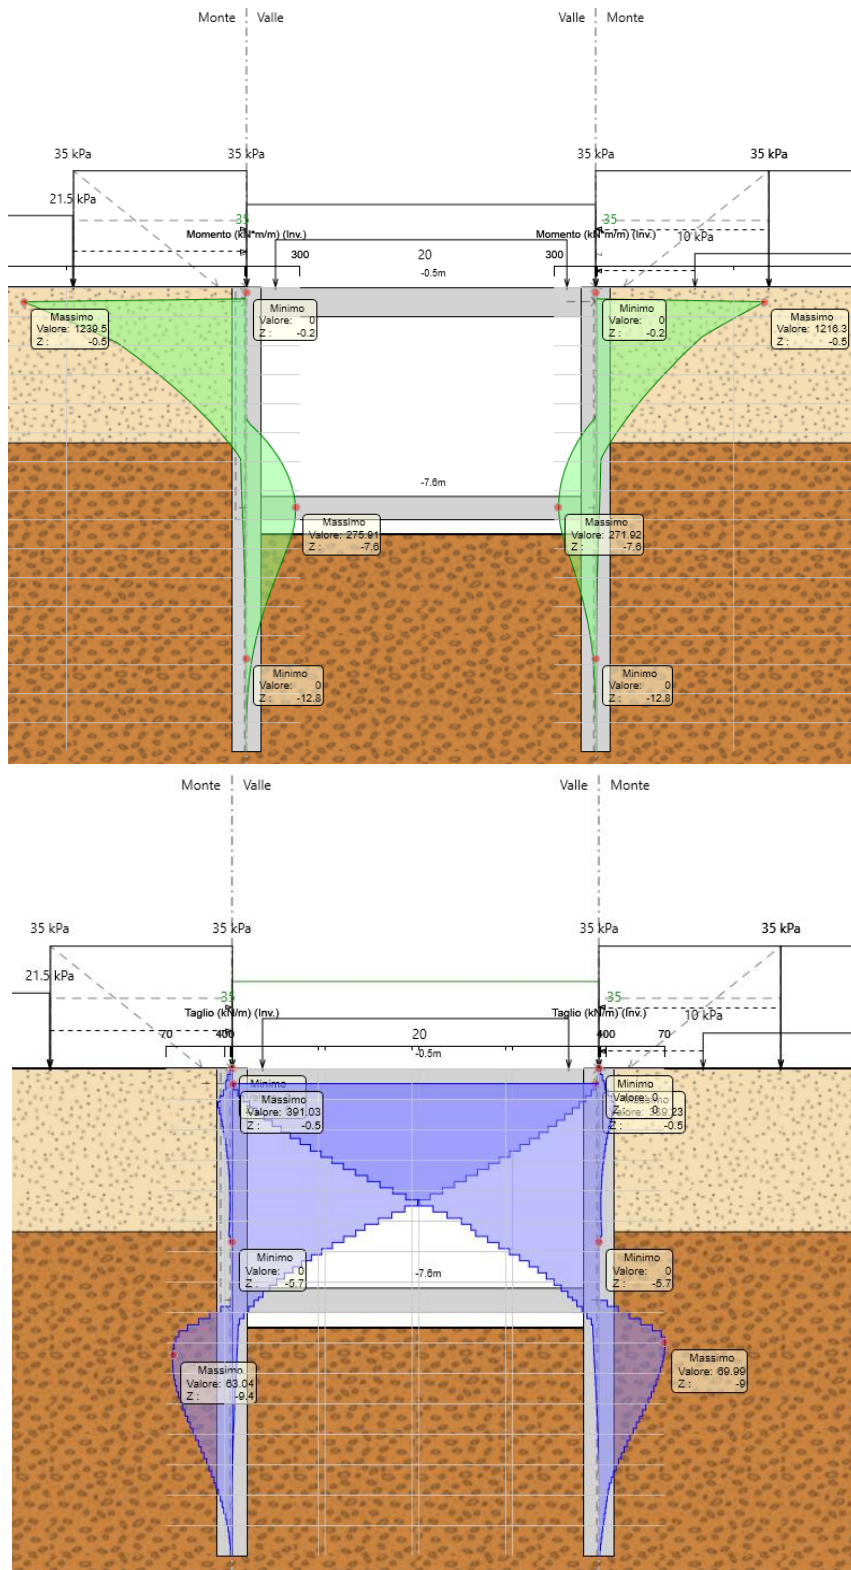 Monte Valle Valle Monte
35 kPa 35 kPa 35 kPa 35 kPa
21.5 kPa
35 35
Momento (kN*m/m) (Inv.) Momento (kN*m/m) (Inv.) 10 kPa
300 20 300
-0.5m
Massimo
Valore: 1239.5
Z : -0.5
Minimo
Valore: 0
Z : -0.2
Minimo
Valore: 0
Z : -0.2
Massimo
Valore: 1216.3
Z : -0.5
-7.6m
Massimo
Valore: 275.91
Z : -7.6
Massimo
Valore: 271.92
Z : -7.6
Minimo
Valore: 0
Z : -12.8
Minimo
Valore: 0
Z : -12.8
Monte Valle Valle Monte
35 kPa 35 kPa 35 kPa 35 kPa
21.5 kPa
35 35
Taglio (kN/m) (Inv.) Taglio (kN/m) (Inv.) 10 kPa
70 400 20 400 70
-0.5m
Minimo
Massimo
Valore: 391.03
Z : -0.5
Minimo
Valore: 0
Z : 0
-0.5
Minimo
Valore: 0
Z : -5.7
-7.6m
Minimo
Valore: 0
Z : -5.7
Massimo
Valore: 63.04
Z : -9.4
Massimo
Valore: 69.99
Z : -9